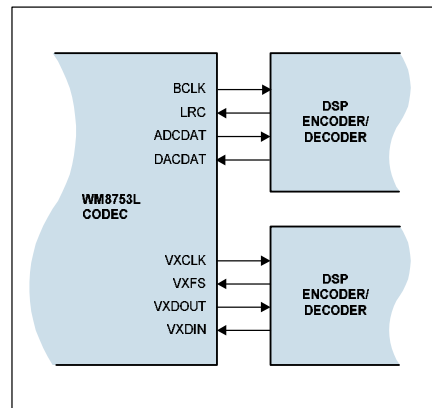 BCLK
LRC
ADCDAT
DACDAT
DSP
ENCODER/
DECODER
WM8753L
CODEC
VXCLK
VXFS
VXDOUT
VXDIN
DSP
ENCODER/
DECODER